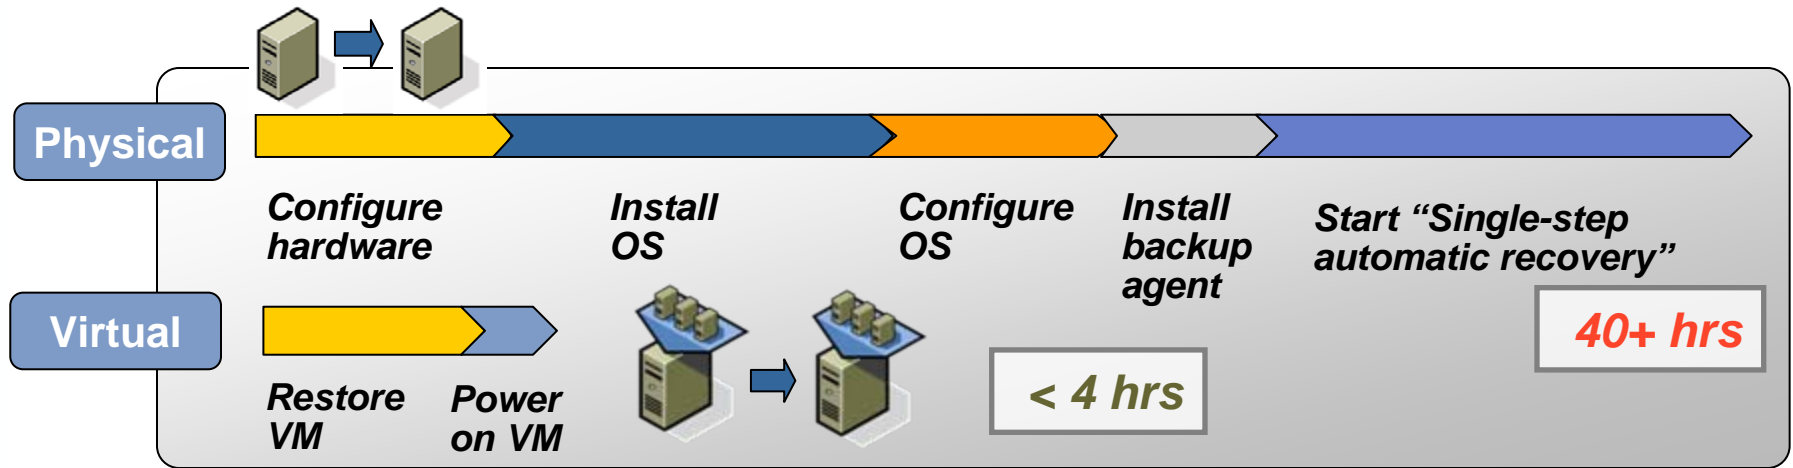 Physical
Configure
hardware
Install
OS
Configure
OS
Install
backup
agent
Start “Single-step
automatic recovery”
40+ hrs
Virtual
Restore
VM
Power
on VM
< 4 hrs